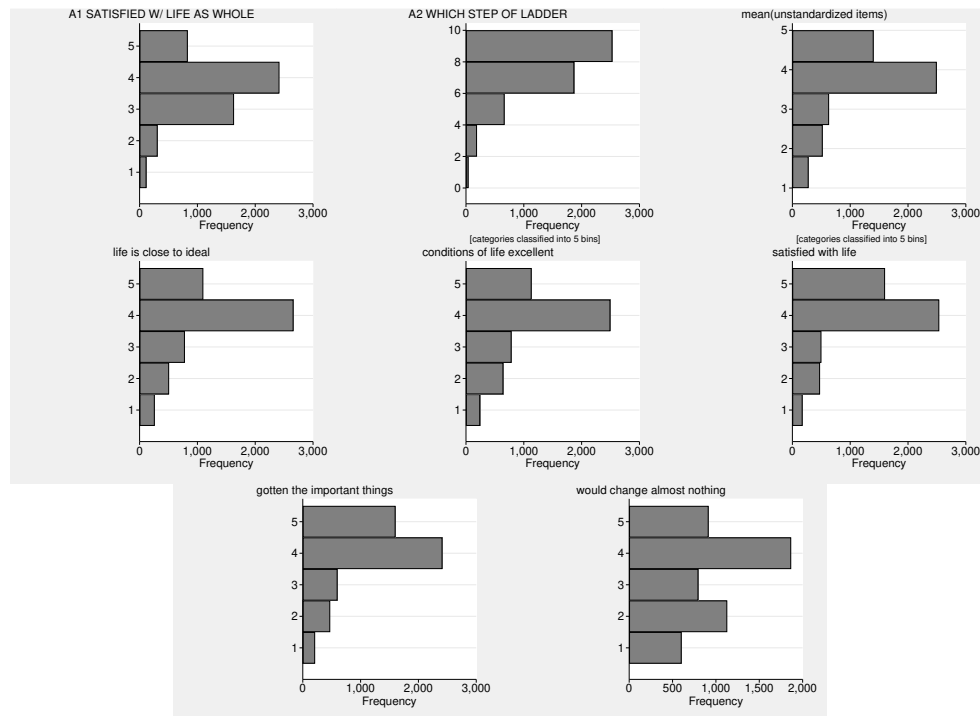 A1 SATISFIED W/ LIFE AS WHOLE
5
4
3
2
1
0 1,000 2,000 3,000
Frequency
A2 WHICH STEP OF LADDER
10
8
6
4
2
0
0 1,000 2,000 3,000
Frequency
[categories classified into 5 bins]
mean(unstandardized items)
5
4
3
2
1
0 1,000 2,000 3,000
Frequency
[categories classified into 5 bins]
life is close to ideal
5
4
3
2
1
0 1,000 2,000 3,000
Frequency
conditions of life excellent
5
4
3
2
1
0 1,000 2,000 3,000
Frequency
satisfied with life
5
4
3
2
1
0 1,000 2,000 3,000
Frequency
gotten the important things
5
4
3
2
1
0 1,000 2,000 3,000
Frequency
would change almost nothing
5
4
3
2
1
0 500 1,000 1,500 2,000
Frequency